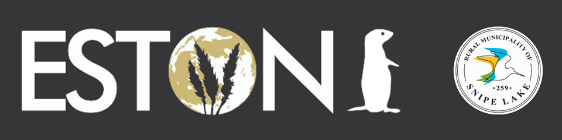 ESTON
RURAL MUNICIPALITY OF
• 259 •
SNIPE LAKE